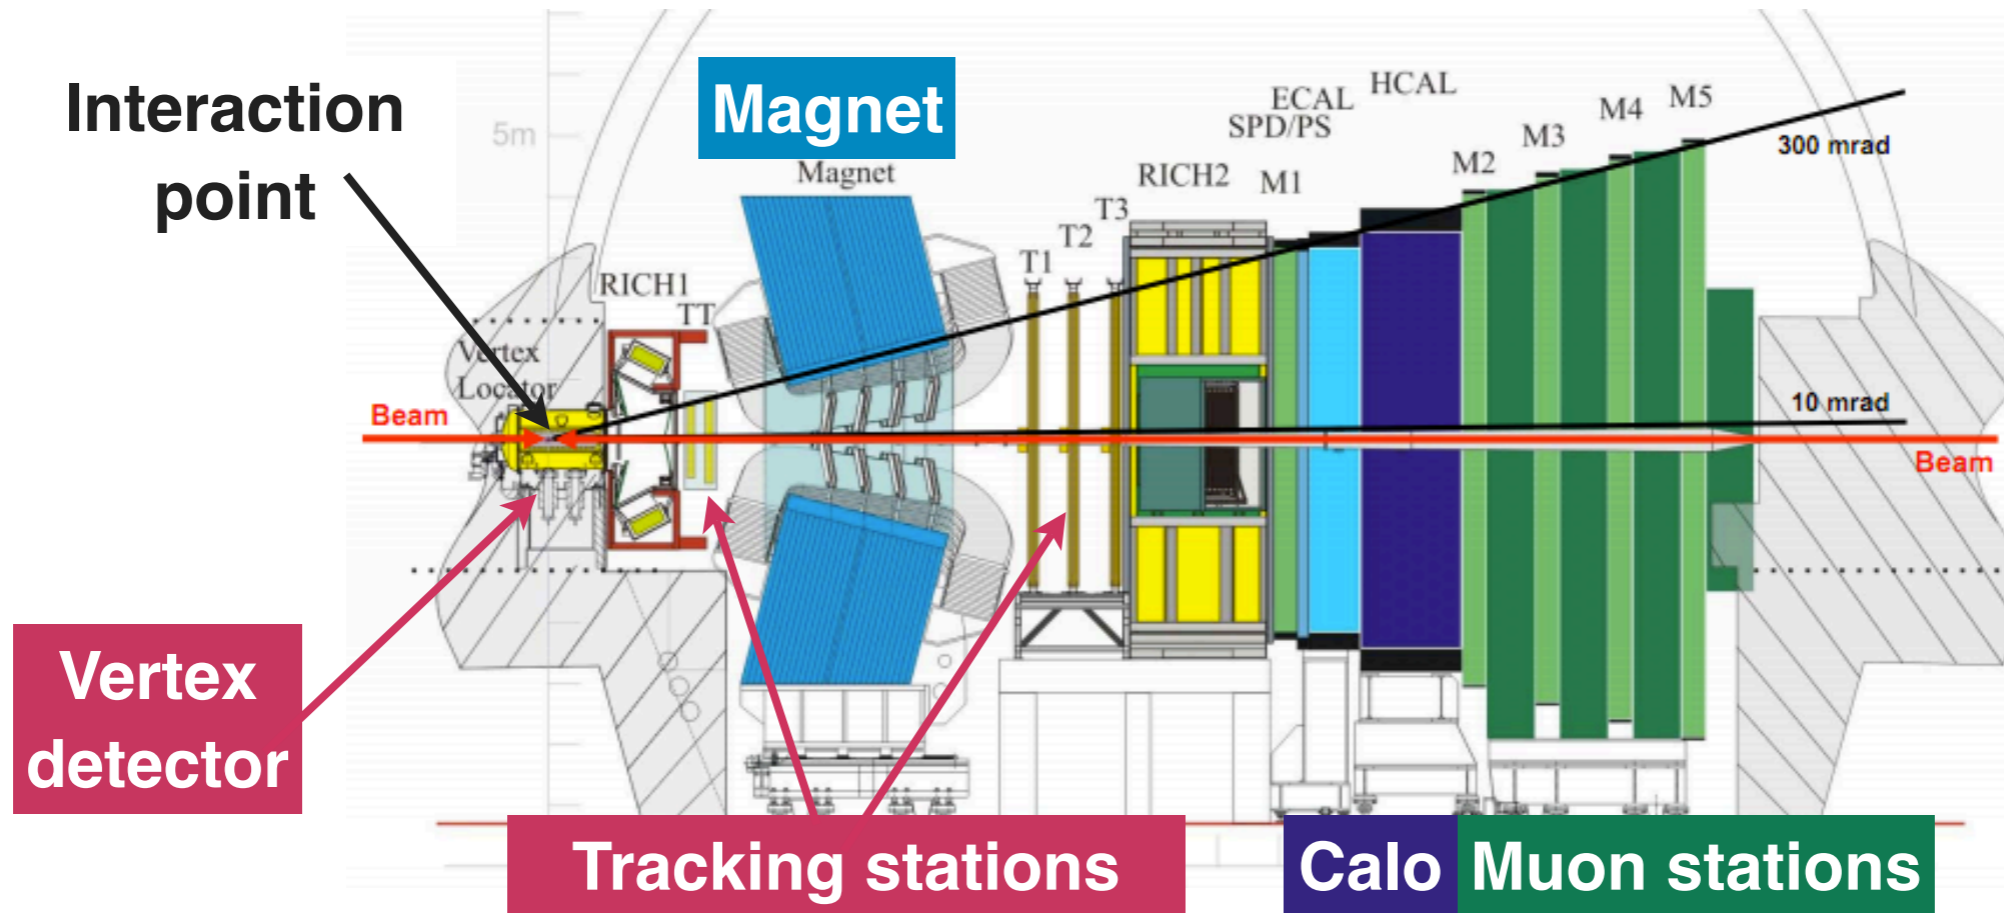 Interaction
point
Magnet
5m
Magnet
RICH1
TT
Vertex
Locator
T1
T2
T3
RICH2
SPD/PS
ECAL
HCAL
M1
M2
M3
M4
M5
300 mrad
10 mrad
Beam
Beam
Vertex
detector
Tracking stations
Calo
Muon stations